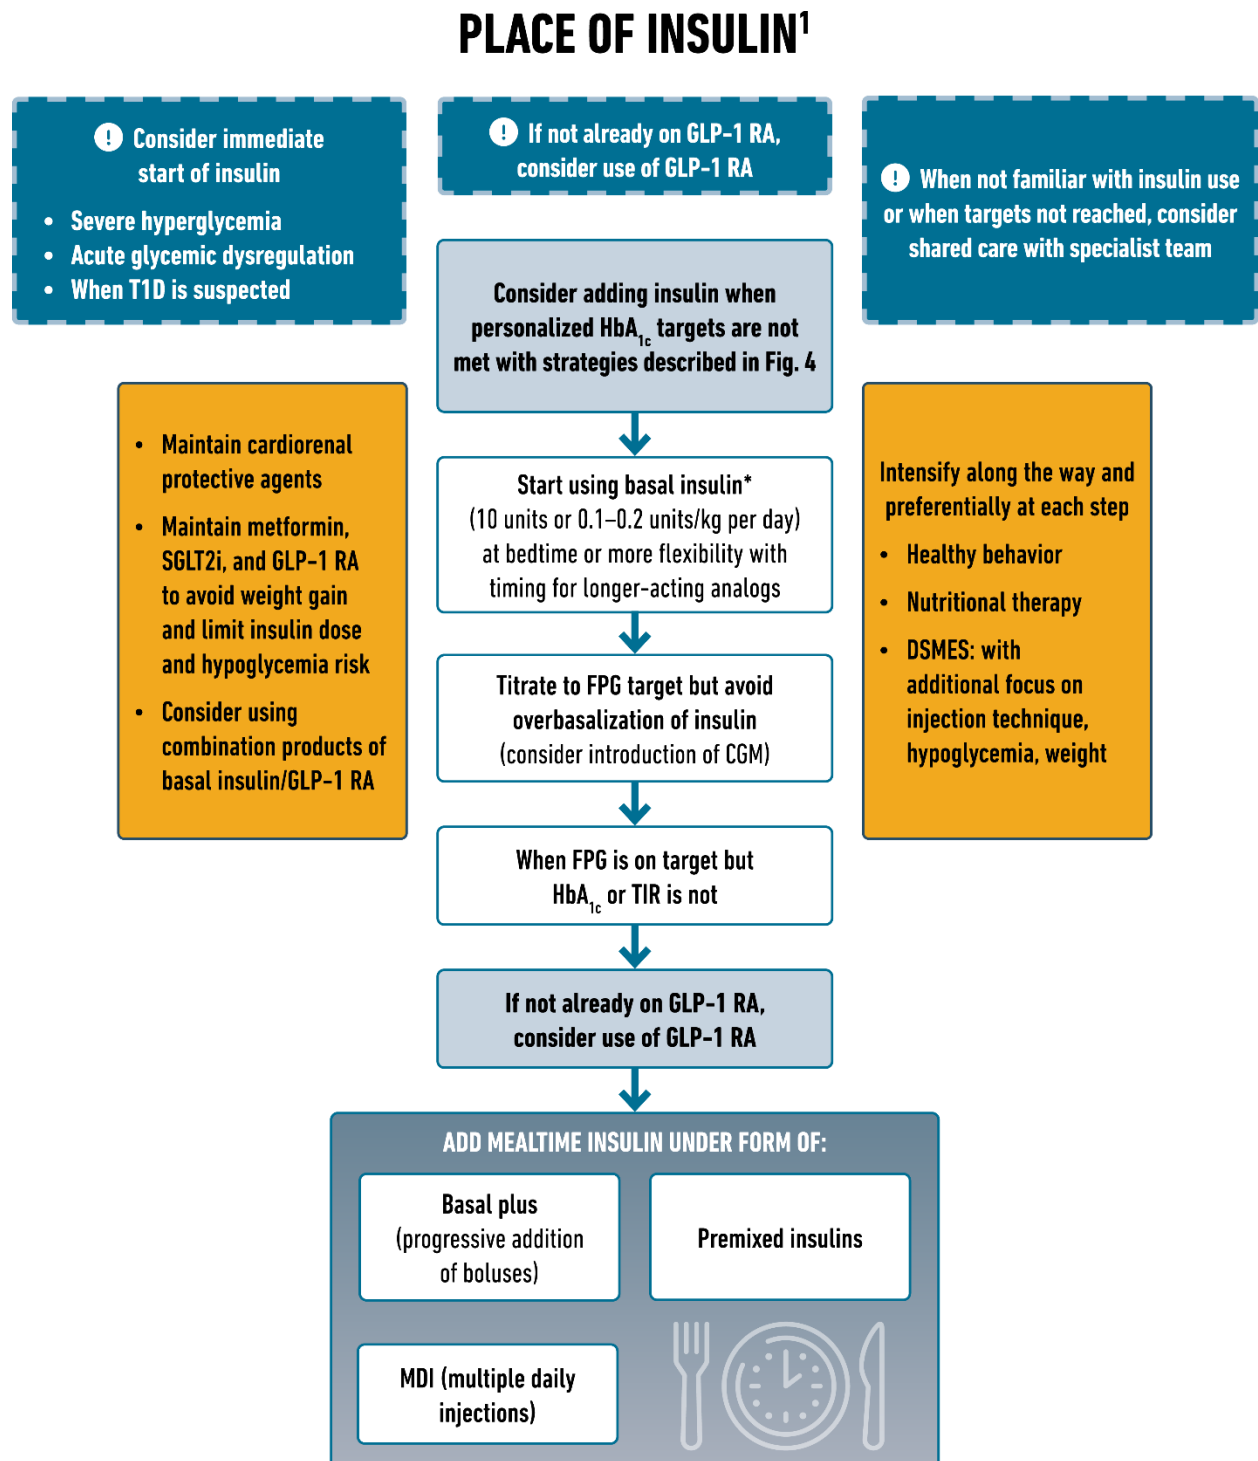 PLACE OF INSULIN¹
! Consider immediate
start of insulin
• Severe hyperglycemia
• Acute glycemic dysregulation
• When T1D is suspected
! If not already on GLP-1 RA,
consider use of GLP-1 RA
! When not familiar with insulin use
or when targets not reached, consider
shared care with specialist team
Consider adding insulin when
personalized HbA1c targets are not
met with strategies described in Fig. 4
• Maintain cardiorenal
protective agents
• Maintain metformin,
SGLT2i, and GLP-1 RA
to avoid weight gain
and limit insulin dose
and hypoglycemia risk
• Consider using
combination products of
basal insulin/GLP-1 RA
Start using basal insulin*
(10 units or 0.1–0.2 units/kg per day)
at bedtime or more flexibility with
timing for longer-acting analogs
Titrate to FPG target but avoid
overbasalization of insulin
(consider introduction of CGM)
When FPG is on target but
HbA1c or TIR is not
If not already on GLP-1 RA,
consider use of GLP-1 RA
Intensify along the way and
preferentially at each step
• Healthy behavior
• Nutritional therapy
• DSMES: with
additional focus on
injection technique,
hypoglycemia, weight
ADD MEALTIME INSULIN UNDER FORM OF:
Basal plus
(progressive addition
of boluses)
Premixed insulins
MDI (multiple daily
injections)